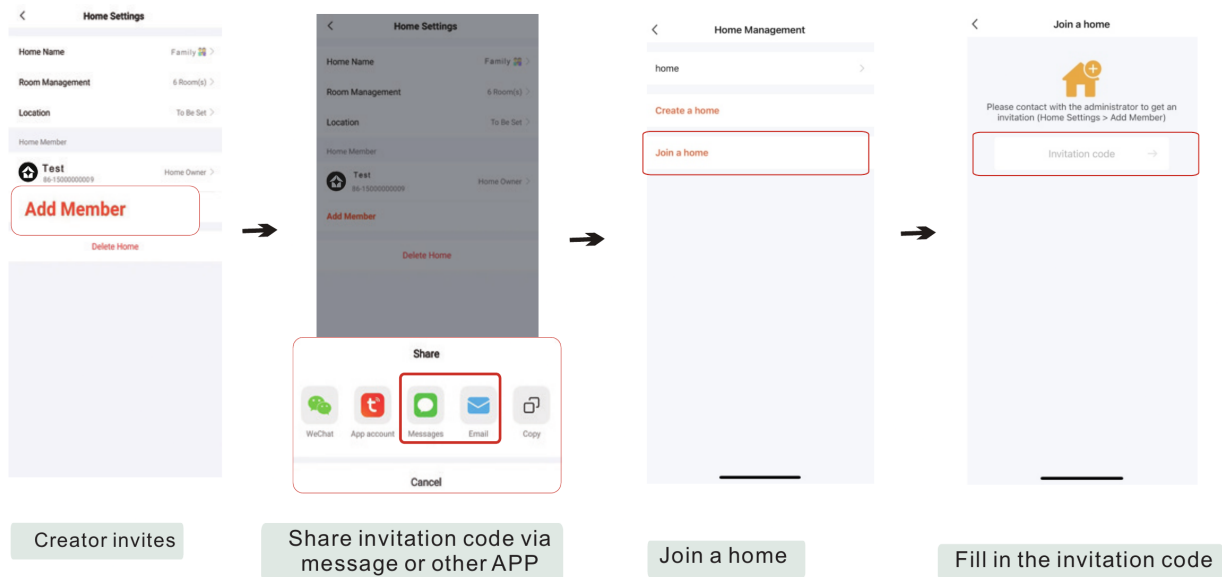 Home Settings
Home Name
Family
Room Management
6 Room(s)
Location
To Be Set
Home Member
Test
86-15000000009
Home Owner
Add Member
Delete Home
Creator invites
Home Settings
Home Name
Family
Room Management
6 Room(s)
Location
To Be Set
Home Member
Test
86-15000000009
Home Owner
Add Member
Delete Home
Share
WeChat
App account
Messages
Email
Copy
Cancel
Share invitation code via
message or other APP
Home Management
home
Create a home
Join a home
Join a home
Join a home
Please contact with the administrator to get an
invitation (Home Settings > Add Member)
Invitation code
Fill in the invitation code